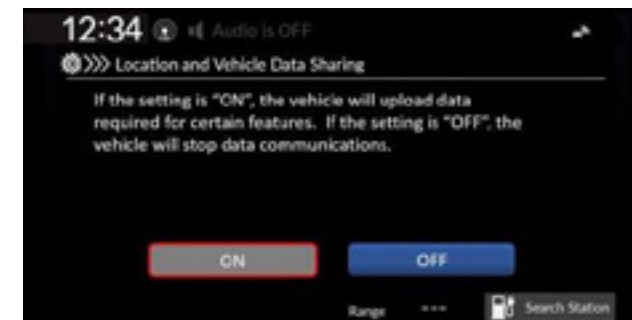 12:34 Audio is OFF
Location and Vehicle Data Sharing
If the setting is "ON", the vehicle will upload data
required for certain features. If the setting is "OFF", the
vehicle will stop data communications.
ON OFF
Range --- Search Station